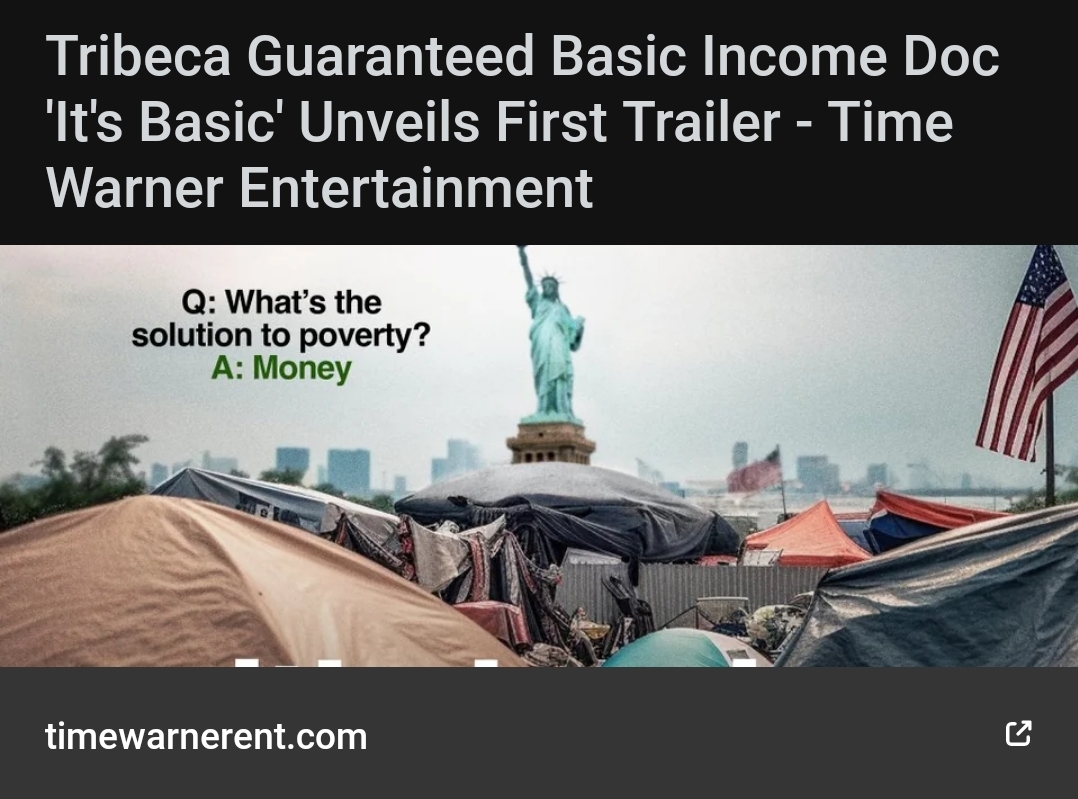 Tribeca Guaranteed Basic Income Doc
'It's Basic' Unveils First Trailer - Time
Warner Entertainment
Q: What's the
solution to poverty?
A: Money
timewarnerent.com